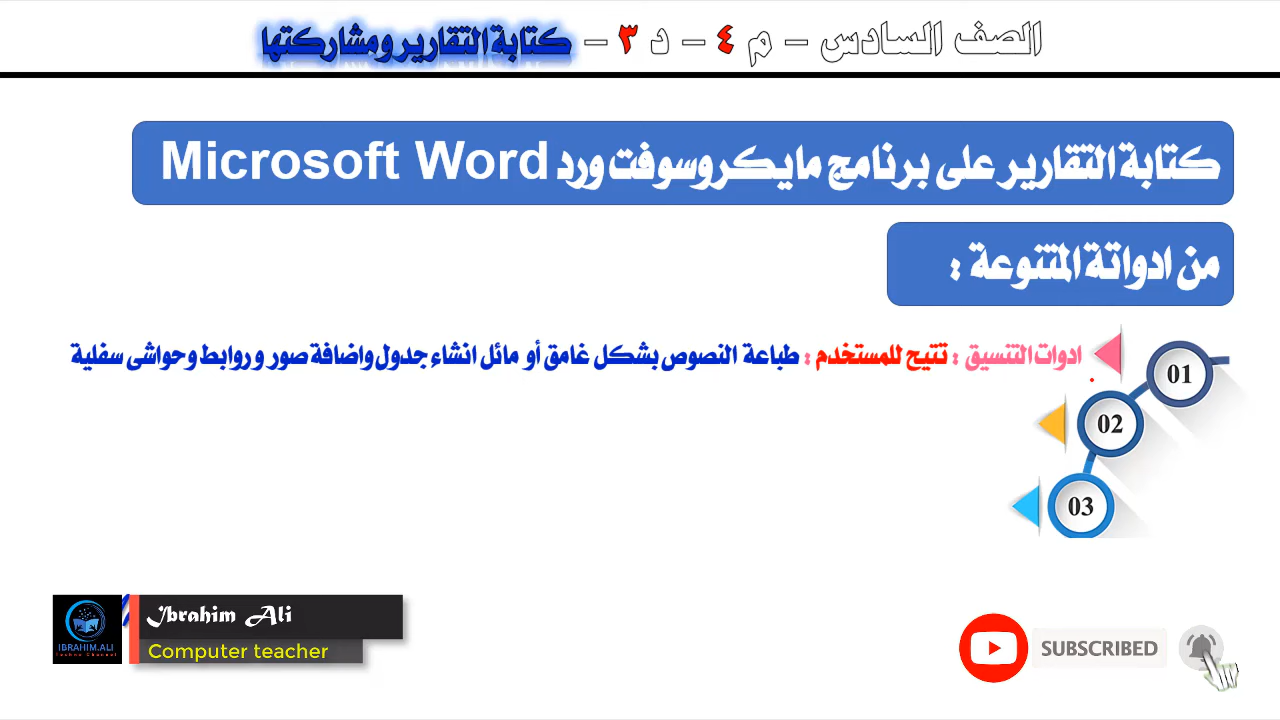 الصف السادس – م ٤ – د ٣ – كتابة التقارير ومشاركتها
كتابة التقارير على برنامج مايكروسوفت ورد Microsoft Word
من ادواتة المتنوعة :
ادوات التنسيق : تتيح للمستخدم : طباعة النصوص بشكل غامق أو مائل انشاء جدول واضافة صور و روابط وحواشى سفلية
01
02
03
Ibrahim Ali
Computer teacher
IBRAHIM.ALI
SUBSCRIBED